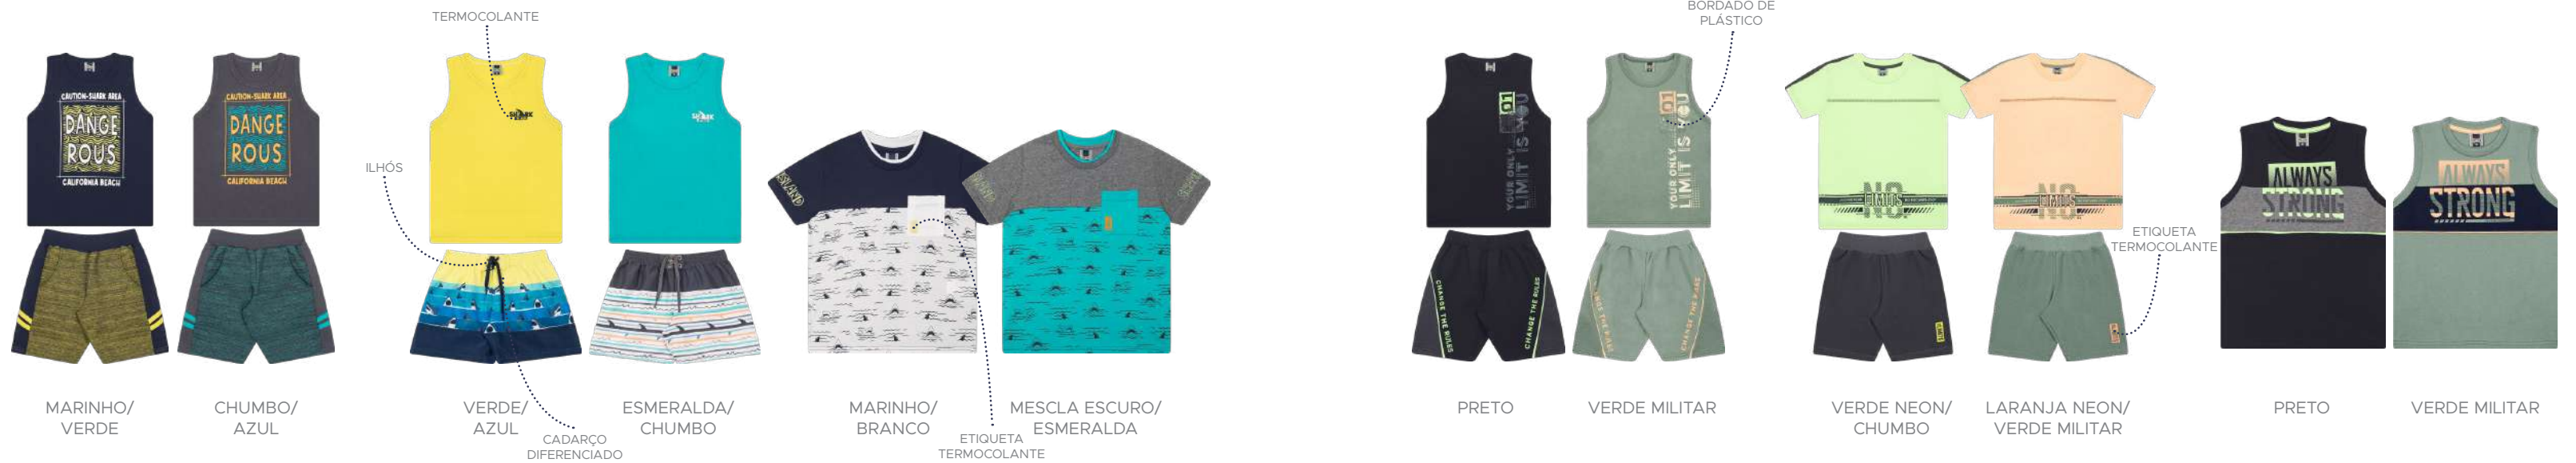 TERMOCOLANTE
CAUTION-SHARK AREA
DANGE
ROUS
CALIFORNIA BEACH
CAUTION-SHARK AREA
DANGE
ROUS
CALIFORNIA BEACH
ILHÓS
SHARK
SHARK
MARINHO/
VERDE
CHUMBO/
AZUL
VERDE/
AZUL
CADARÇO
DIFERENCIADO
ESMERALDA/
CHUMBO
MARINHO/
BRANCO
ETIQUETA
TERMOCOLANTE
MESCLA ESCURO/
ESMERALDA
BORDADO DE
PLÁSTICO
01
YOUR ONLY
LIMIT IS YOU
01
YOUR ONLY
LIMIT IS YOU
CHANGE THE RULES
CHANGE THE RULES
CHANGE THE RULES
CHANGE THE RULES
NO
LIMITS
NO
LIMITS
ETIQUETA
TERMOCOLANTE
ALWAYS
STRONG
ALWAYS
STRONG
PRETO
VERDE MILITAR
VERDE NEON/
CHUMBO
LARANJA NEON/
VERDE MILITAR
PRETO
VERDE MILITAR